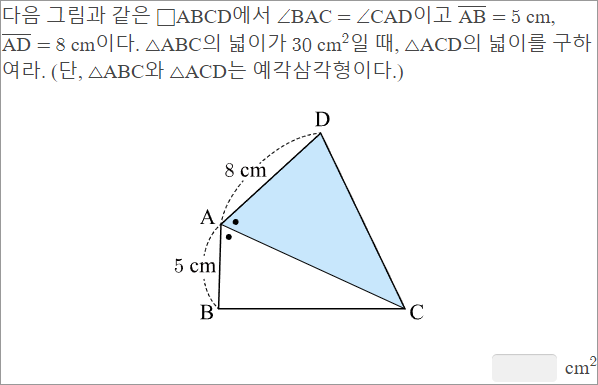 다음 그림과 같은 □ABCD에서 ∠BAC = ∠CAD이고 A̅B̅ = 5 cm,
A̅D̅ = 8 cm이다. △ABC의 넓이가 30 cm²일 때, △ACD의 넓이를 구하
여라. (단, △ABC와 △ACD는 예각삼각형이다.)
D
8 cm
A
5 cm
B
C
cm²